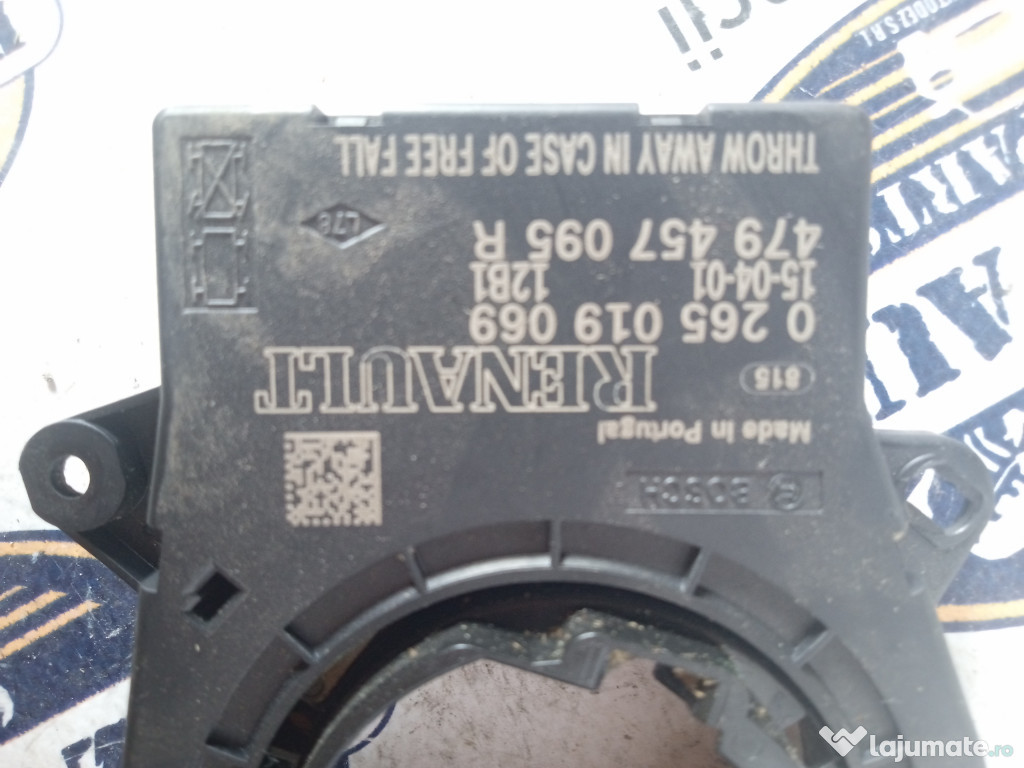 BOSCH
Made in Portugal
815
RENAULT
0 265 019 069
15-04-01 12B1
479 457 095 R
L7e
THROW AWAY IN CASE OF FREE FALL
lajumate.ro